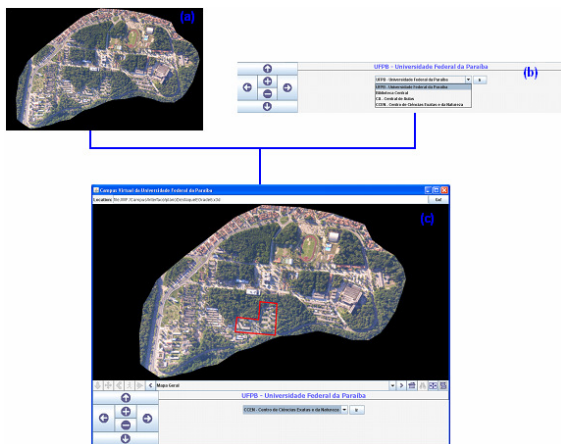 (a)
UFPB - Universidade Federal da Paraíba
(b)
UFPB - Universidade Federal da Paraíba
UFPB - Universidade Federal da Paraíba
Biblioteca Central
CA - Central de Aulas
CCEN - Centro de Ciências Exatas e da Natureza
Campus Virtual da Universidade Federal da Paraíba
Location:
Go!
(c)
Mapa Geral
UFPB - Universidade Federal da Paraíba
CCEN - Centro de Ciências Exatas e da Natureza